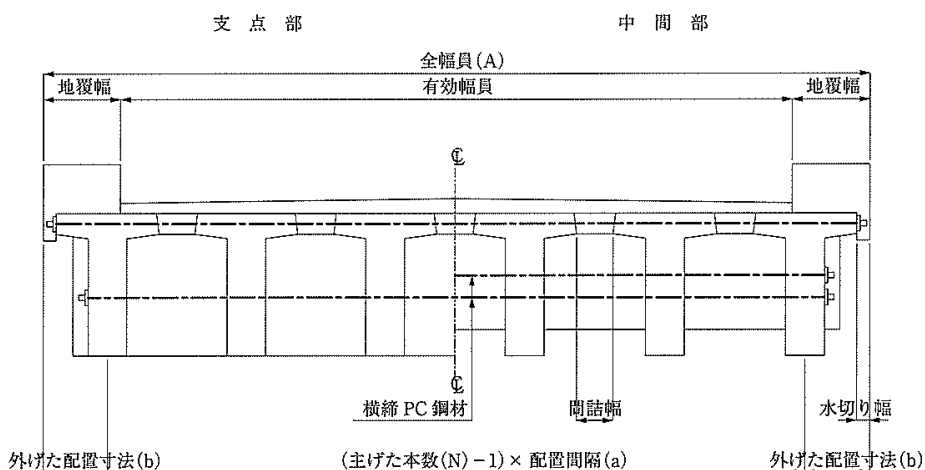 支点部 中間部
全幅員(A)
地覆幅 有効幅員 地覆幅
℄
℄
横締 PC 鋼材 間詰幅 水切り幅
外げた配置寸法(b) (主げた本数(N)-1)× 配置間隔(a) 外げた配置寸法(b)